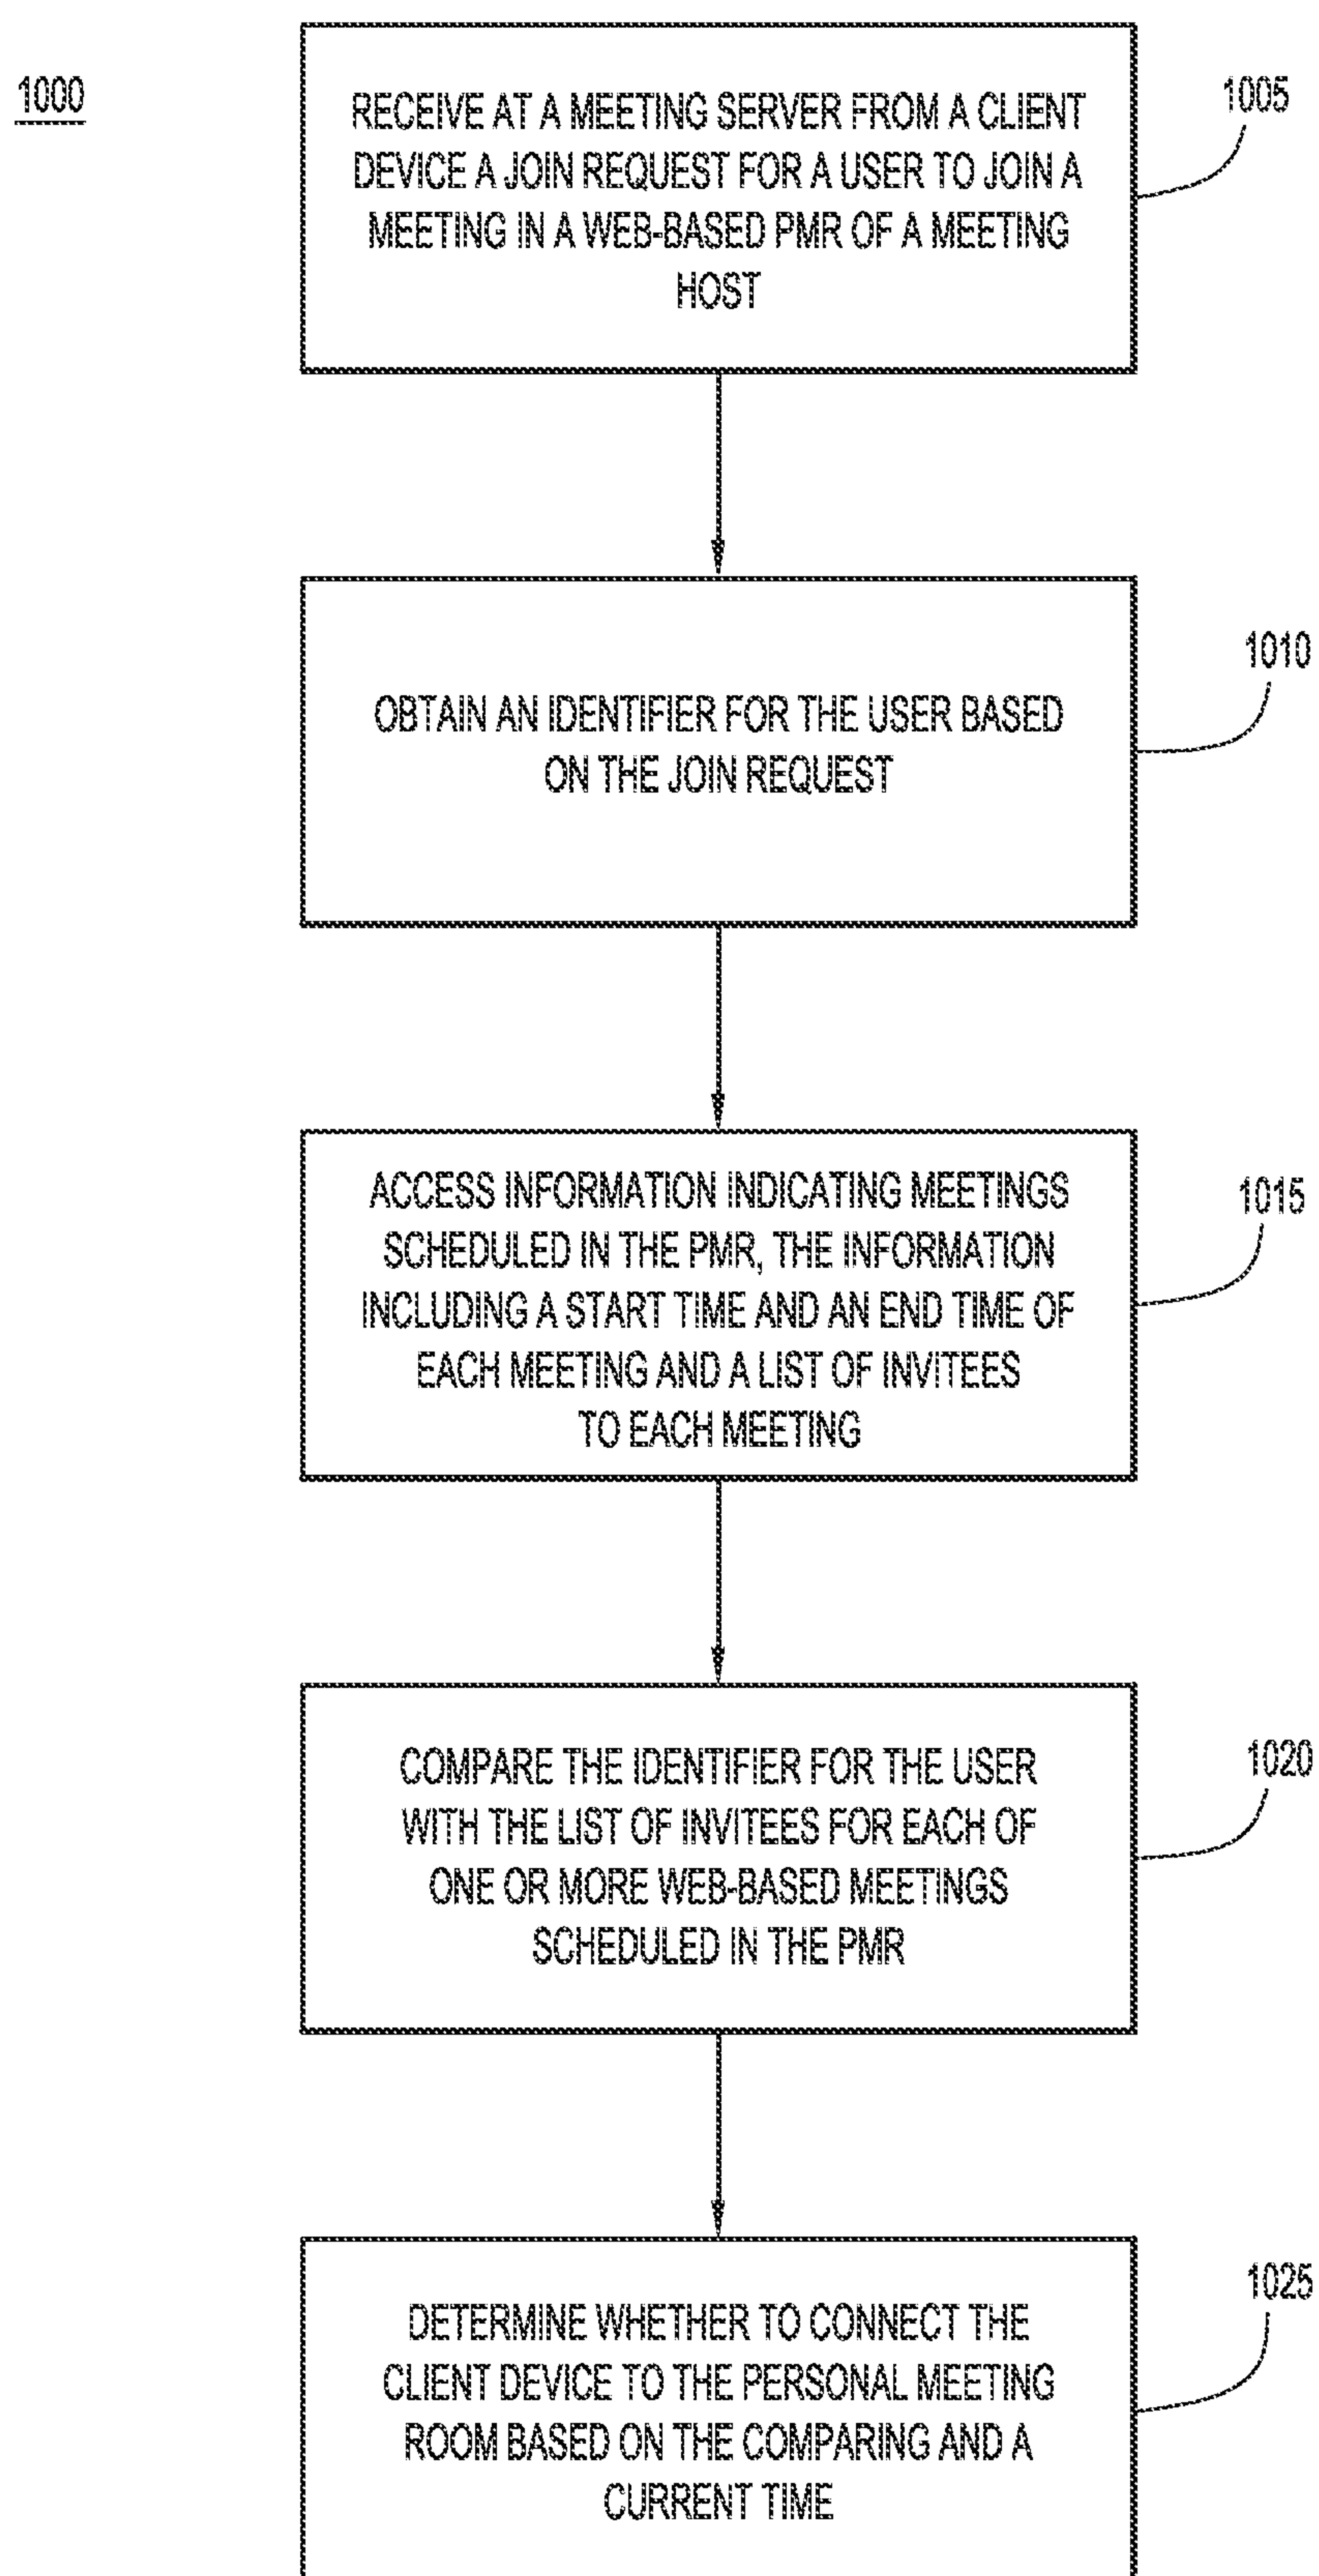 1000
RECEIVE AT A MEETING SERVER FROM A CLIENT
DEVICE A JOIN REQUEST FOR A USER TO JOIN A
MEETING IN A WEB-BASED PMR OF A MEETING
HOST
1005
OBTAIN AN IDENTIFIER FOR THE USER BASED
ON THE JOIN REQUEST
1010
ACCESS INFORMATION INDICATING MEETINGS
SCHEDULED IN THE PMR, THE INFORMATION
INCLUDING A START TIME AND AN END TIME OF
EACH MEETING AND A LIST OF INVITEES
TO EACH MEETING
1015
COMPARE THE IDENTIFIER FOR THE USER
WITH THE LIST OF INVITEES FOR EACH OF
ONE OR MORE WEB-BASED MEETINGS
SCHEDULED IN THE PMR
1020
DETERMINE WHETHER TO CONNECT THE
CLIENT DEVICE TO THE PERSONAL MEETING
ROOM BASED ON THE COMPARING AND A
CURRENT TIME
1025